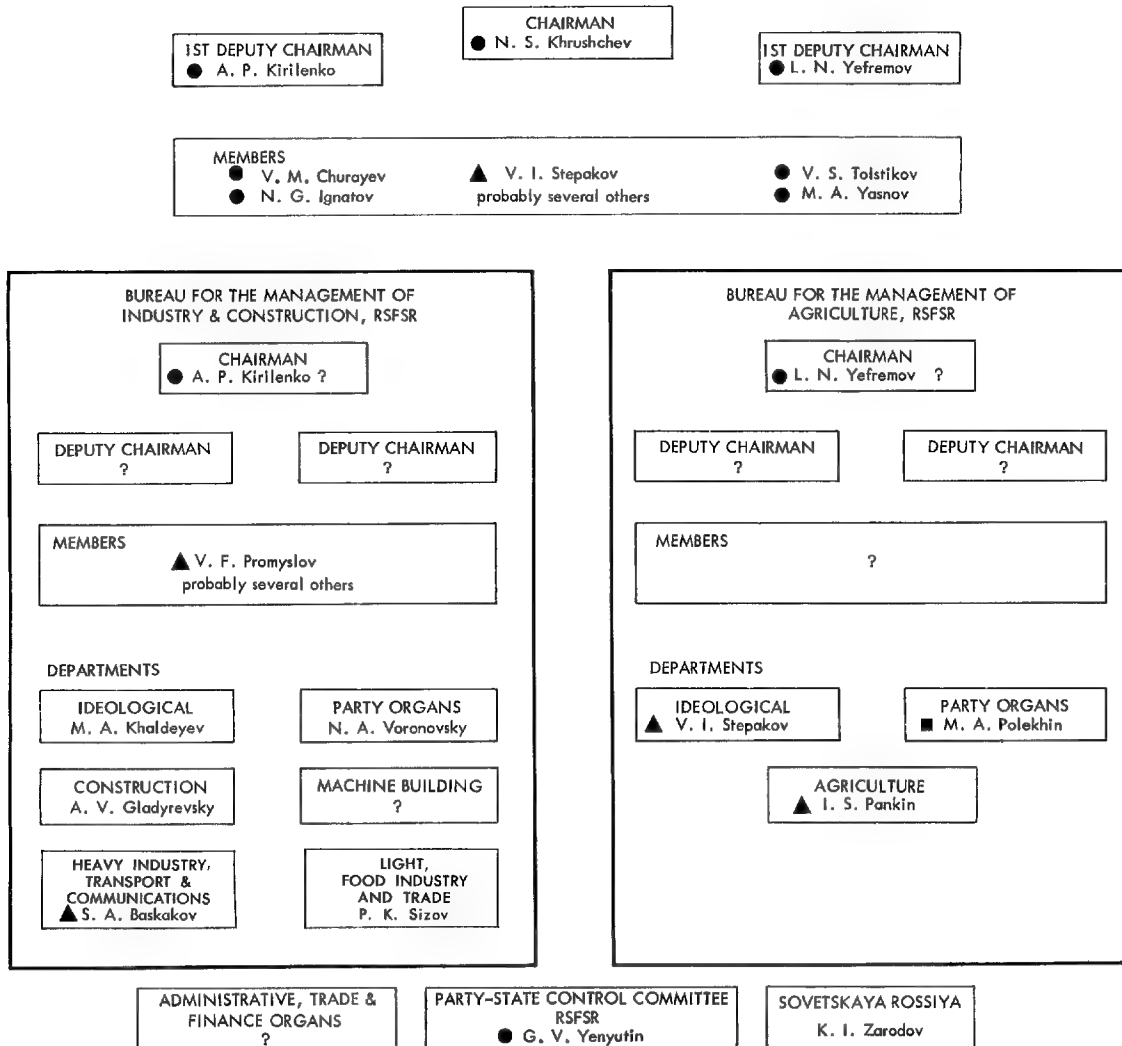 CHAIRMAN
● N. S. Khrushchev
1ST DEPUTY CHAIRMAN
● A. P. Kirilenko
1ST DEPUTY CHAIRMAN
● L. N. Yefremov
MEMBERS
● V. M. Churayev
● N. G. Ignatov
▲ V. I. Stepakov
probably several others
● V. S. Tolstikov
● M. A. Yasnov
BUREAU FOR THE MANAGEMENT OF
INDUSTRY & CONSTRUCTION, RSFSR
CHAIRMAN
● A. P. Kirilenko ?
DEPUTY CHAIRMAN
?
DEPUTY CHAIRMAN
?
MEMBERS
▲ V. F. Promyslov
probably several others
DEPARTMENTS
IDEOLOGICAL
M. A. Khaldeyev
PARTY ORGANS
N. A. Voronovsky
CONSTRUCTION
A. V. Gladyrevsky
MACHINE BUILDING
?
HEAVY INDUSTRY,
TRANSPORT &
COMMUNICATIONS
▲ S. A. Baskakov
LIGHT,
FOOD INDUSTRY
AND TRADE
P. K. Sizov
BUREAU FOR THE MANAGEMENT OF
AGRICULTURE, RSFSR
CHAIRMAN
● L. N. Yefremov ?
DEPUTY CHAIRMAN
?
DEPUTY CHAIRMAN
?
MEMBERS
?
DEPARTMENTS
IDEOLOGICAL
▲ V. I. Stepakov
PARTY ORGANS
■ M. A. Polekhin
AGRICULTURE
▲ I. S. Pankin
ADMINISTRATIVE, TRADE &
FINANCE ORGANS
?
PARTY-STATE CONTROL COMMITTEE
RSFSR
● G. V. Yenyutin
SOVETSKAYA ROSSIYA
K. I. Zarodov